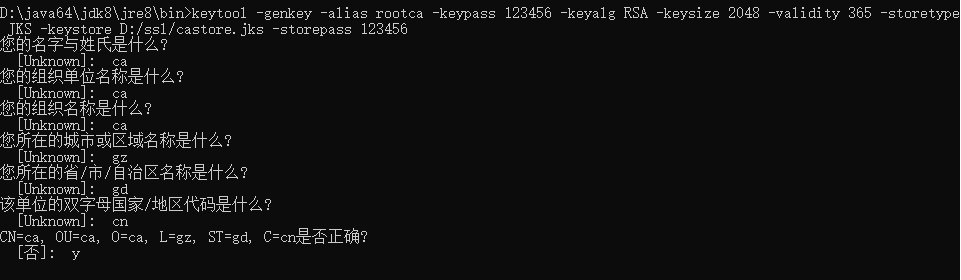 D:\java64\jdk8\jre8\bin>keytool -genkey -alias rootca -keypass 123456 -keyalg RSA -keysize 2048 -validity 365 -storetype
 JKS -keystore D:/ssl/castore.jks -storepass 123456
您的名字与姓氏是什么?
  [Unknown]:  ca
您的组织单位名称是什么?
  [Unknown]:  ca
您的组织名称是什么?
  [Unknown]:  ca
您所在的城市或区域名称是什么?
  [Unknown]:  gz
您所在的省/市/自治区名称是什么?
  [Unknown]:  gd
该单位的双字母国家/地区代码是什么?
  [Unknown]:  cn
CN=ca, OU=ca, O=ca, L=gz, ST=gd, C=cn是否正确?
  [否]:  y